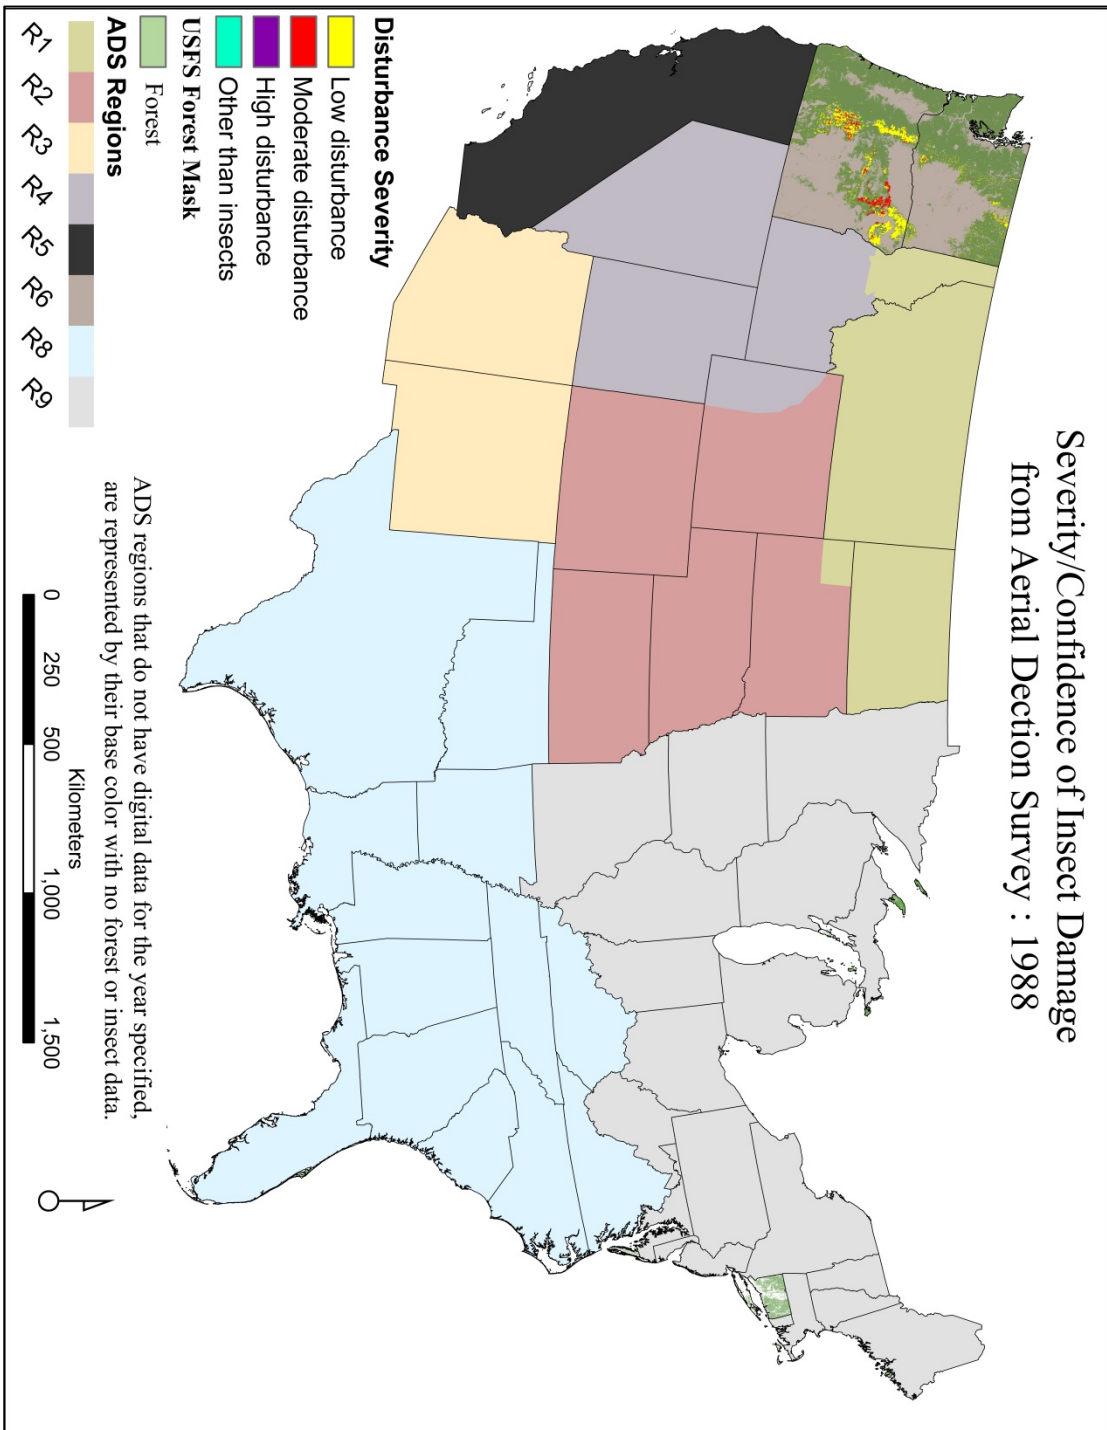 Severity/Confidence of Insect Damage
from Aerial Dection Survey : 1988
Disturbance Severity
Low disturbance
Moderate disturbance
High disturbance
Other than insects
USFS Forest Mask
Forest
ADS Regions
R1
R2
R3
R4
R5
R6
R8
R9
ADS regions that do not have digital data for the year specified,
are represented by their base color with no forest or insect data.
0 250 500 1,000 1,500
Kilometers